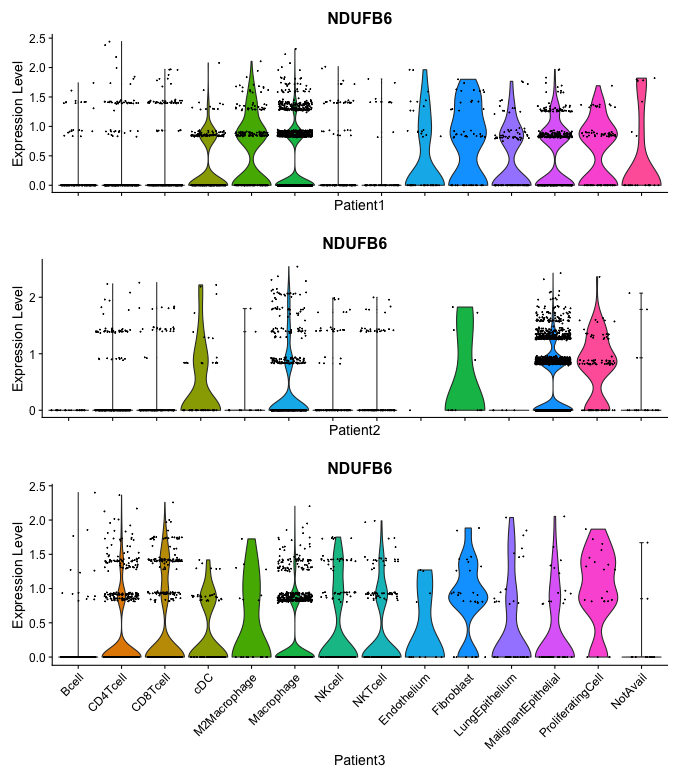 NDUFB6
Expression Level
2.5
2.0
1.5
1.0
0.5
0.0
Patient1
NDUFB6
Expression Level
2
1
0
Patient2
NDUFB6
Expression Level
2.5
2.0
1.5
1.0
0.5
0.0
Bcell
CD4Tcell
CD8Tcell
cDC
M2Macrophage
Macrophage
NKcell
NKTcell
Endothelium
Fibroblast
LungEpithelium
MalignantEpithelial
ProliferatingCell
NotAvail
Patient3